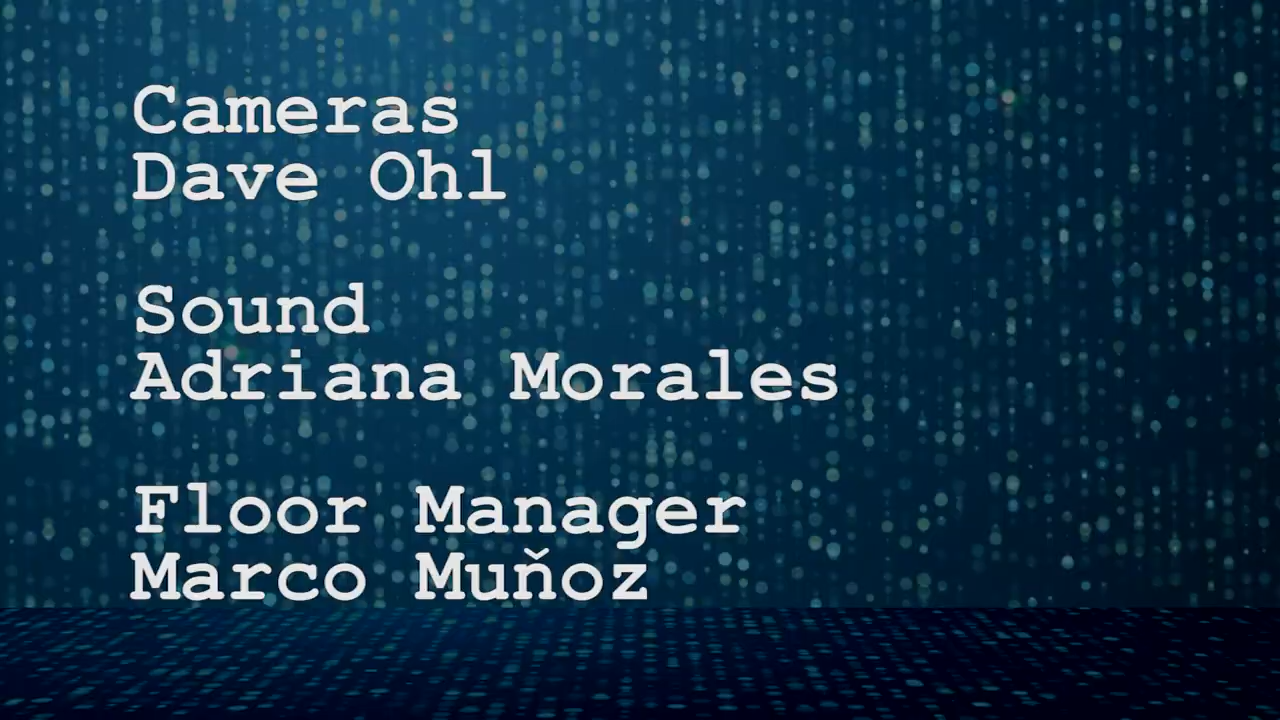 Cameras
Dave Ohl
Sound
Adriana Morales
Floor Manager
Marco Muňoz